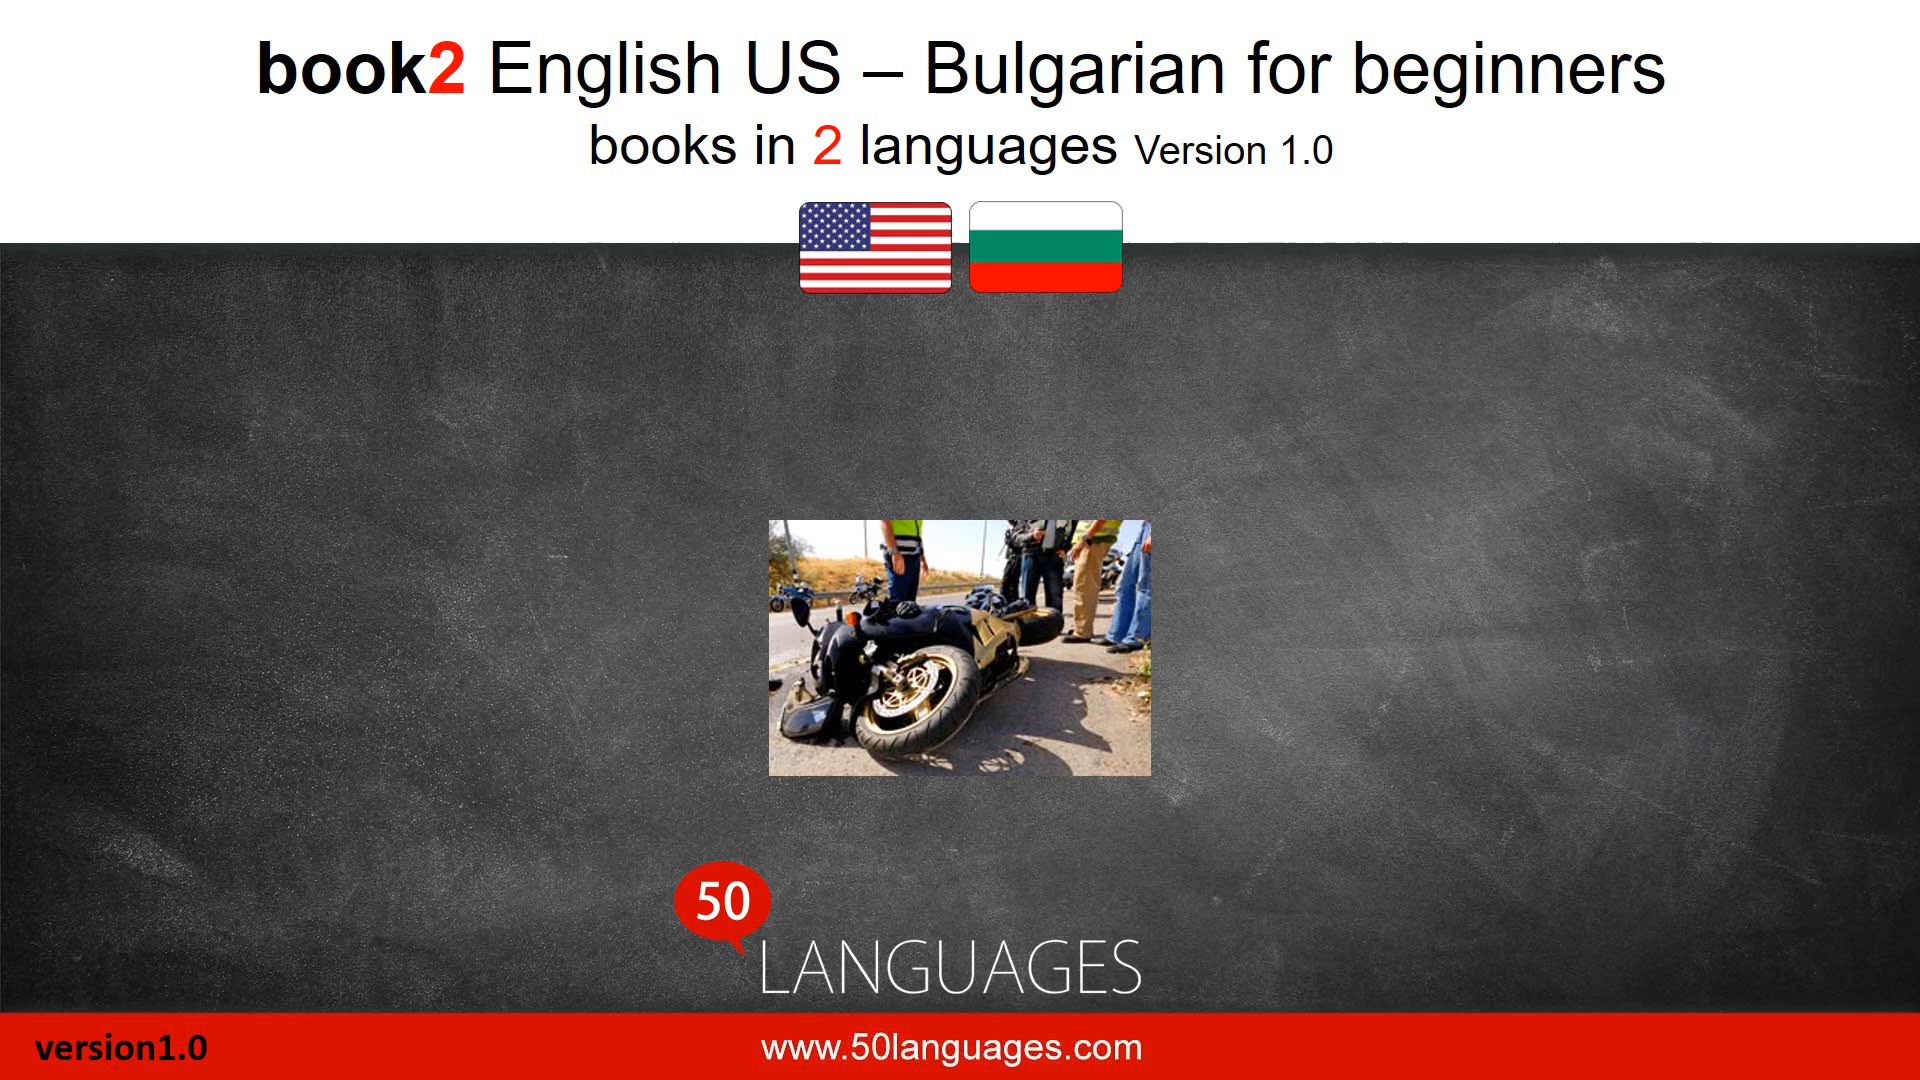 book2 English US – Bulgarian for beginners
books in 2 languages Version 1.0
50
LANGUAGES
version1.0
www.50languages.com